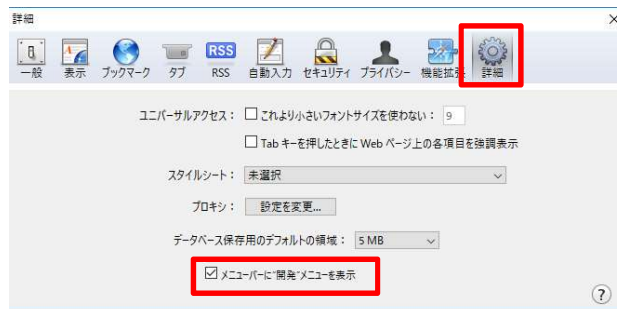 詳細
RSS
一般 表示 ブックマーク タブ RSS 自動入力 セキュリティ プライバシー 機能拡張 詳細
ユニバーサルアクセス： これより小さいフォントサイズを使わない： 9
Tab キーを押したときに Web ページ上の各項目を強調表示
スタイルシート： 未選択
プロキシ： 設定を変更...
データベース保存用のデフォルトの領域： 5 MB
メニューバーに"開発"メニューを表示
?